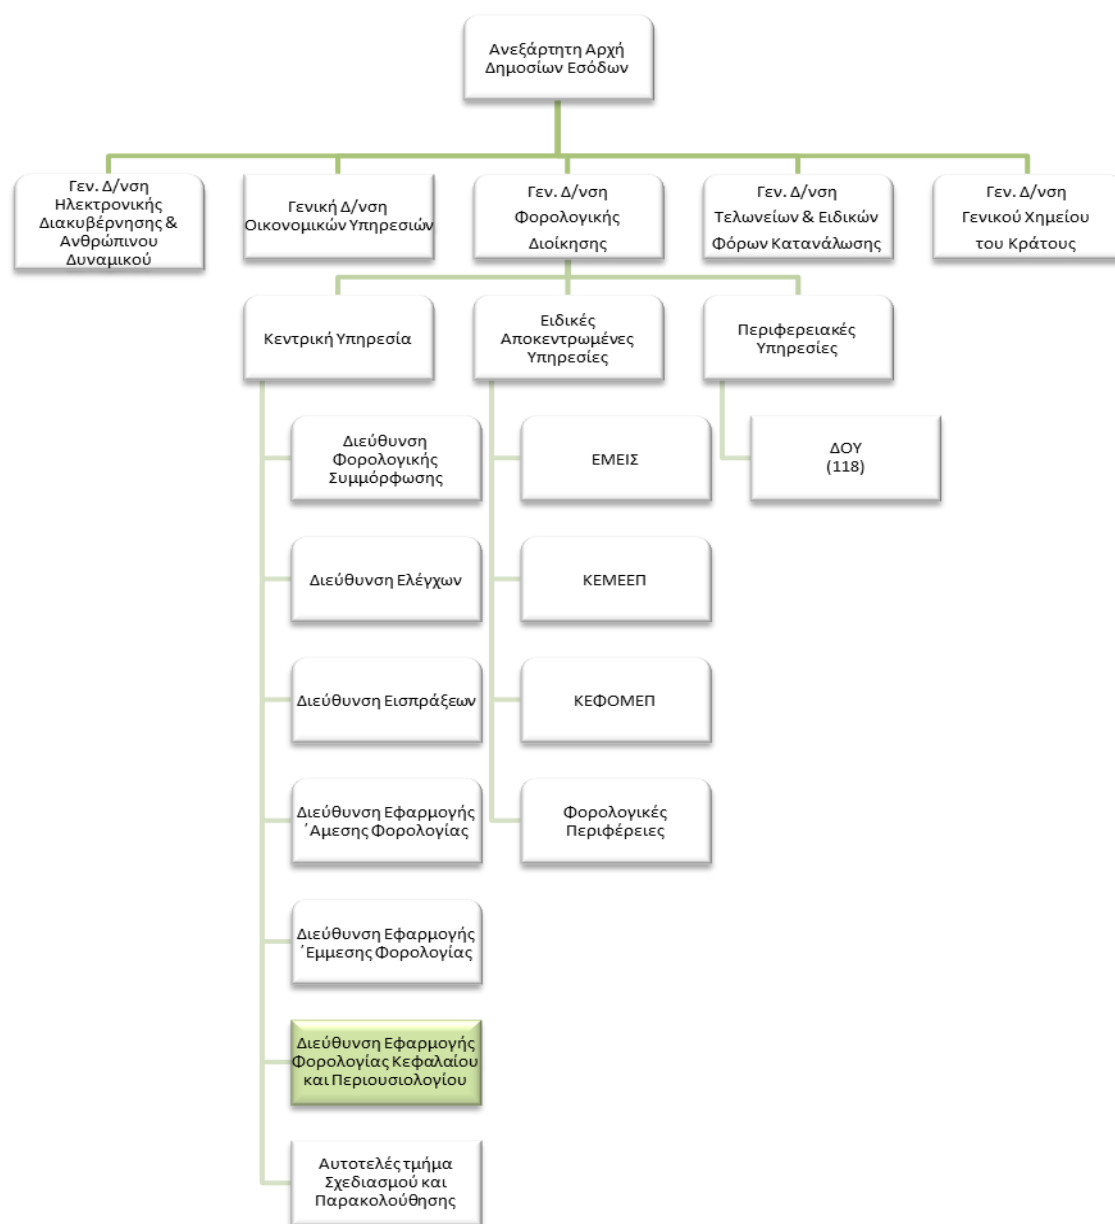 Ανεξάρτητη Αρχή
Δημοσίων Εσόδων
Γεν. Δ/νση
Ηλεκτρονικής
Διακυβέρνησης &
Ανθρώπινου
Δυναμικού
Γενική Δ/νση
Οικονομικών Υπηρεσιών
Γεν. Δ/νση
Φορολογικής
Διοίκησης
Γεν. Δ/νση
Τελωνείων & Ειδικών
Φόρων Κατανάλωσης
Γεν. Δ/νση
Γενικού Χημείου
του Κράτους
Κεντρική Υπηρεσία
Ειδικές
Αποκεντρωμένες
Υπηρεσίες
Περιφερειακές
Υπηρεσίες
Διεύθυνση
Φορολογικής
Συμμόρφωσης
Διεύθυνση Ελέγχων
Διεύθυνση Εισπράξεων
Διεύθυνση Εφαρμογής
΄Αμεσης Φορολογίας
Διεύθυνση Εφαρμογής
΄Εμμεσης Φορολογίας
Διεύθυνση Εφαρμογής
Φορολογίας Κεφαλαίου
και Περιουσιολογίου
Αυτοτελές τμήμα
Σχεδιασμού και
Παρακολούθησης
ΕΜΕΙΣ
ΚΕΜΕΕΠ
ΚΕΦΟΜΕΠ
Φορολογικές
Περιφέρειες
ΔΟΥ
(118)